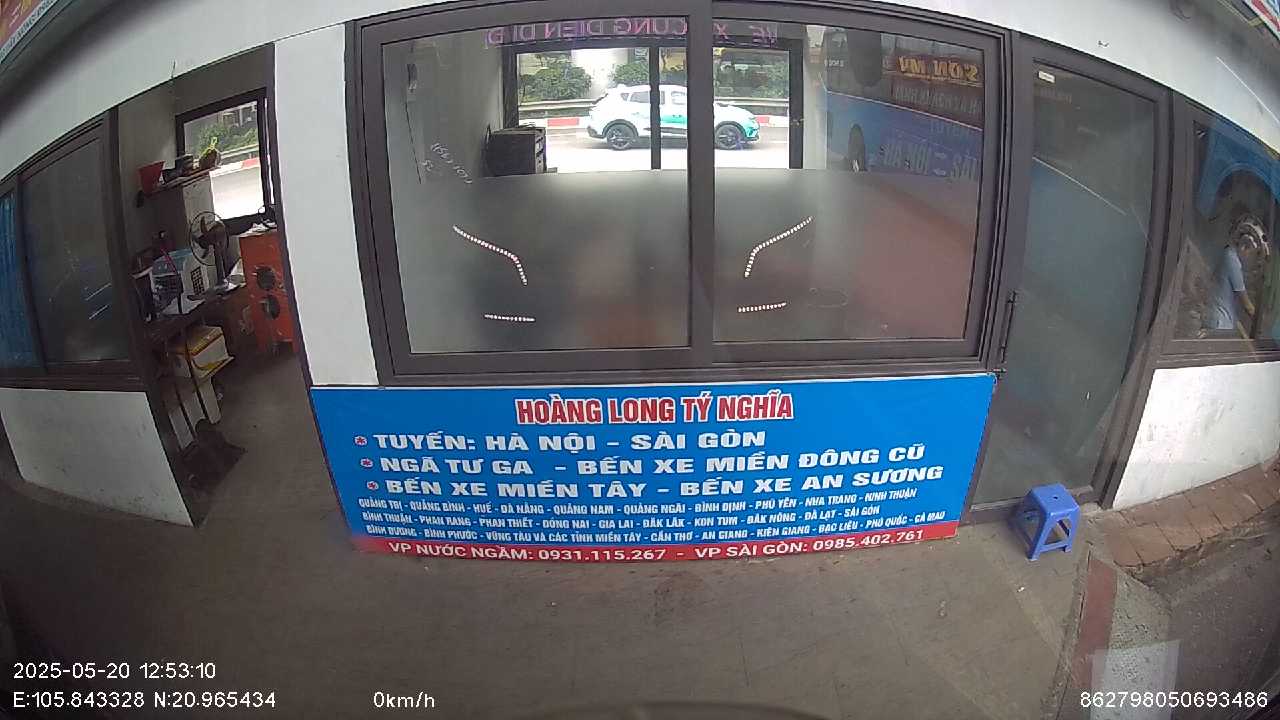 HOÀNG LONG TÝ NGHĨA
* TUYẾN: HÀ NỘI - SÀI GÒN
* NGÃ TƯ GA - BẾN XE MIỀN ĐÔNG CŨ
* BẾN XE MIỀN TÂY - BẾN XE AN SƯƠNG
QUẢNG TRỊ - QUẢNG BÌNH - HUẾ - ĐÀ NẴNG - QUẢNG NAM - QUẢNG NGÃI - BÌNH ĐỊNH - PHÚ YÊN - NHA TRANG - NINH THUẬN
BÌNH THUẬN - PHAN RANG - PHAN THIẾT - ĐỒNG NAI - GIA LAI - ĐĂK LĂK - KON TUM - ĐĂK NÔNG - ĐÀ LẠT - SÀI GÒN
BÌNH DƯƠNG - BÌNH PHƯỚC - VŨNG TÀU VÀ CÁC TỈNH MIỀN TÂY - CẦN THƠ - AN GIANG - KIÊN GIANG - BẠC LIÊU - PHÚ QUỐC - CÀ MAU
VP NƯỚC NGẦM: 0931.115.267 - VP SÀI GÒN: 0985.402.761
2025-05-20 12:53:10
E:105.843328 N:20.965434 0km/h 862798050693486